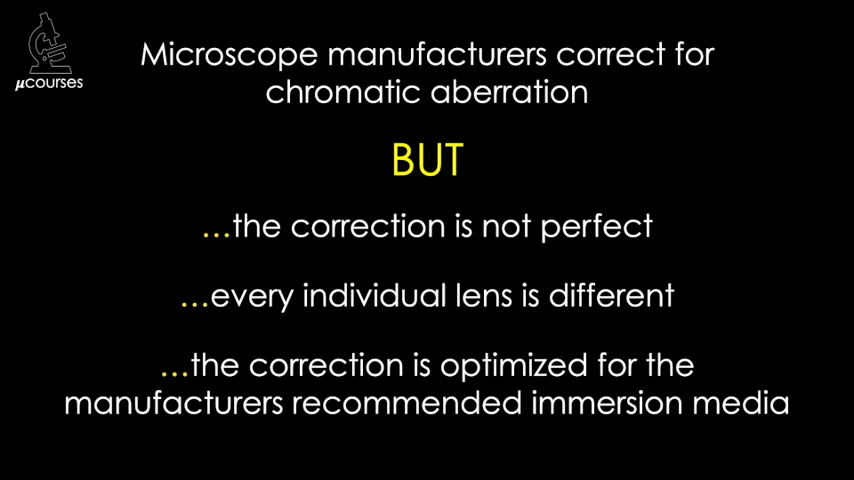 µcourses
Microscope manufacturers correct for
chromatic aberration
BUT
...the correction is not perfect
...every individual lens is different
...the correction is optimized for the
manufacturers recommended immersion media